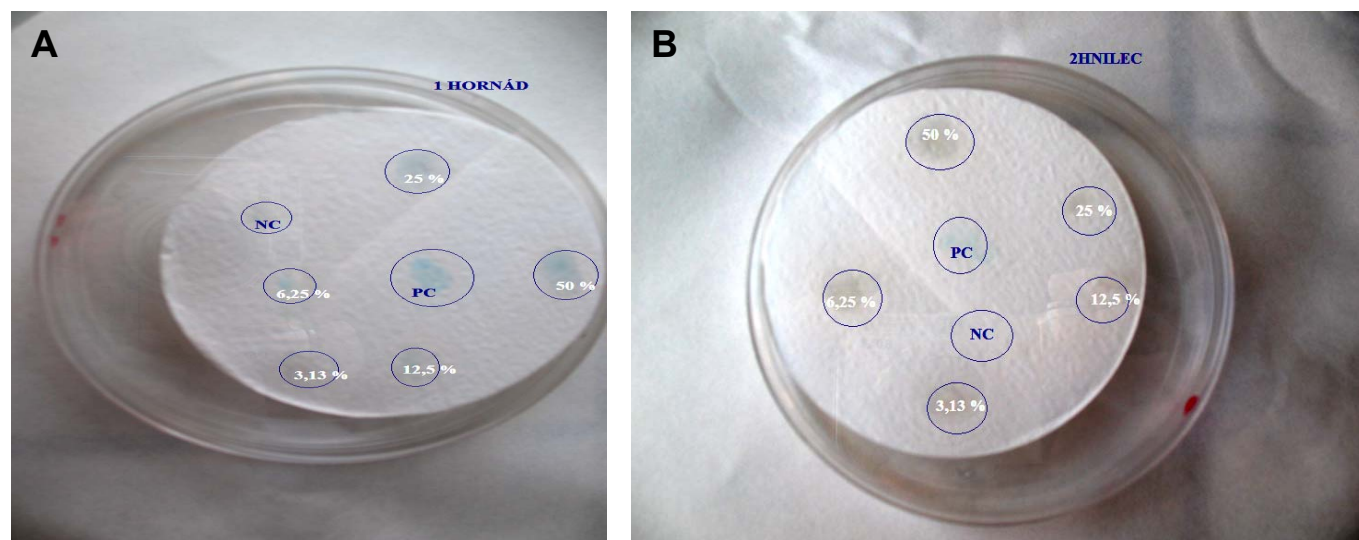 A
1 HORNÁD
25 %
NC
6,25 %
PC
50 %
3,13 %
12,5 %
B
2HNILEC
50 %
25 %
PC
6,25 %
12,5 %
NC
3,13 %